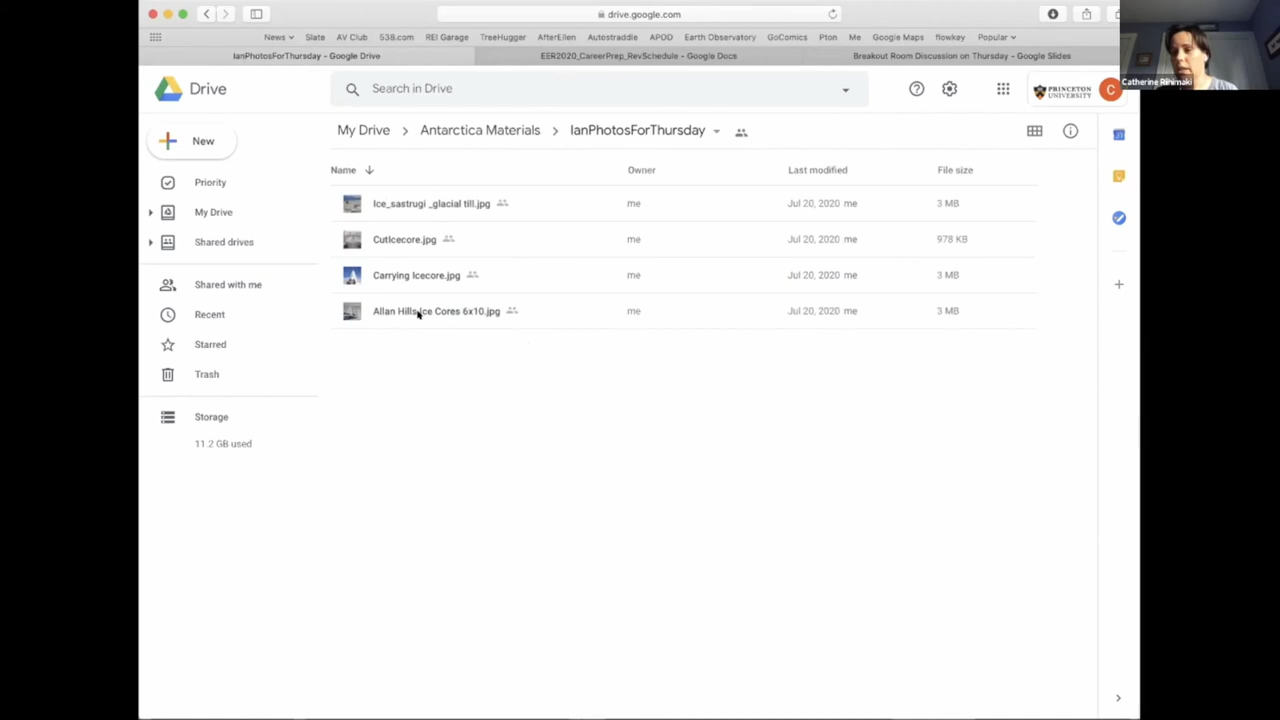 drive.google.com
News Slate AV Club 538.com REI Garage TreeHugger AfterEllen Autostraddle APOD Earth Observatory GoComics Pton Me Google Maps flowkey Popular
IanPhotosForThursday - Google Drive EER2020_CareerPrep_RevSchedule - Google Docs Breakout Room Discussion on Thursday - Google Slides
Catherine Riihimaki
Drive
Search in Drive
PRINCETON UNIVERSITY
C
My Drive > Antarctica Materials > IanPhotosForThursday
New
Name Owner Last modified File size
Priority
Ice_sastrugi _glacial till.jpg me Jul 20, 2020 me 3 MB
My Drive
CutIcecore.jpg me Jul 20, 2020 me 978 KB
Shared drives
Carrying Icecore.jpg me Jul 20, 2020 me 3 MB
Shared with me
Allan Hills Ice Cores 6x10.jpg me Jul 20, 2020 me 3 MB
Recent
Starred
Trash
Storage
11.2 GB used